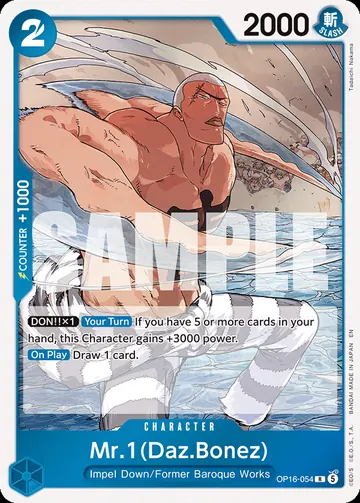 2
2000
斬
SLASH
Tadaichi Nakama
COUNTER +1000
SAMPLE
DON!!×1 Your Turn If you have 5 or more cards in your
hand, this Character gains +3000 power.
On Play Draw 1 card.
CHARACTER
Mr.1(Daz.Bonez)
Impel Down/Former Baroque Works
OP16-054 R 5
©E.O./S. ©E.O./S., T.A. BANDAI MADE IN JAPAN EN